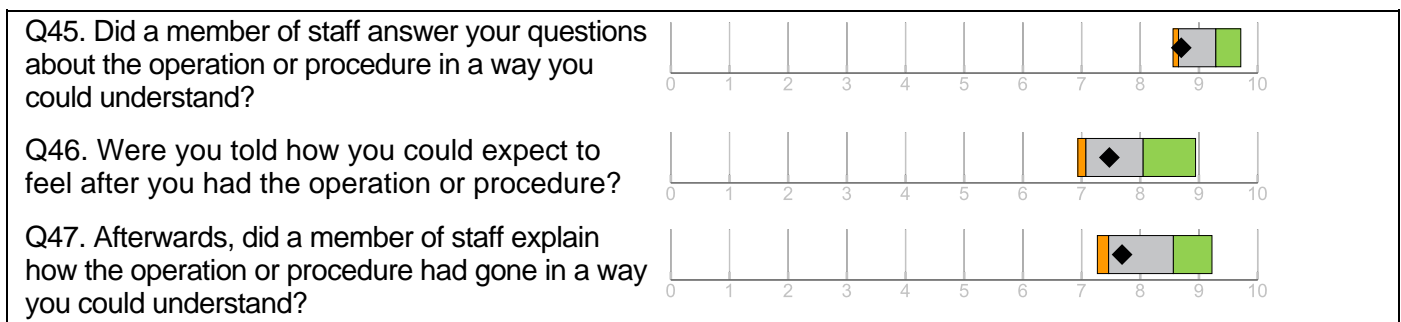 Q45. Did a member of staff answer your questions
about the operation or procedure in a way you
could understand?
0 1 2 3 4 5 6 7 8 9 10
Q46. Were you told how you could expect to
feel after you had the operation or procedure?
0 1 2 3 4 5 6 7 8 9 10
Q47. Afterwards, did a member of staff explain
how the operation or procedure had gone in a way
you could understand?
0 1 2 3 4 5 6 7 8 9 10